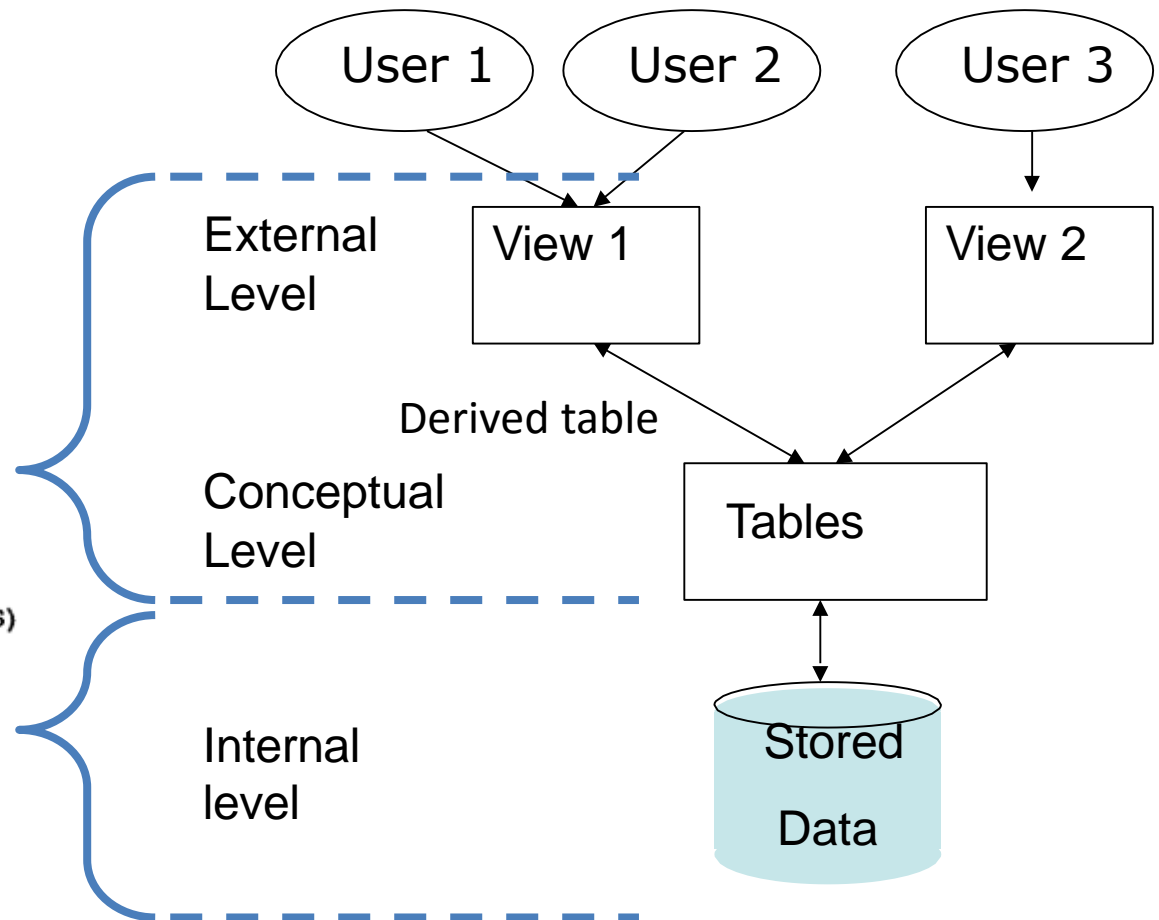 User 1
User 2
User 3
External
Level
View 1
View 2
Derived table
Conceptual
Level
Tables
Internal
level
Stored
Data